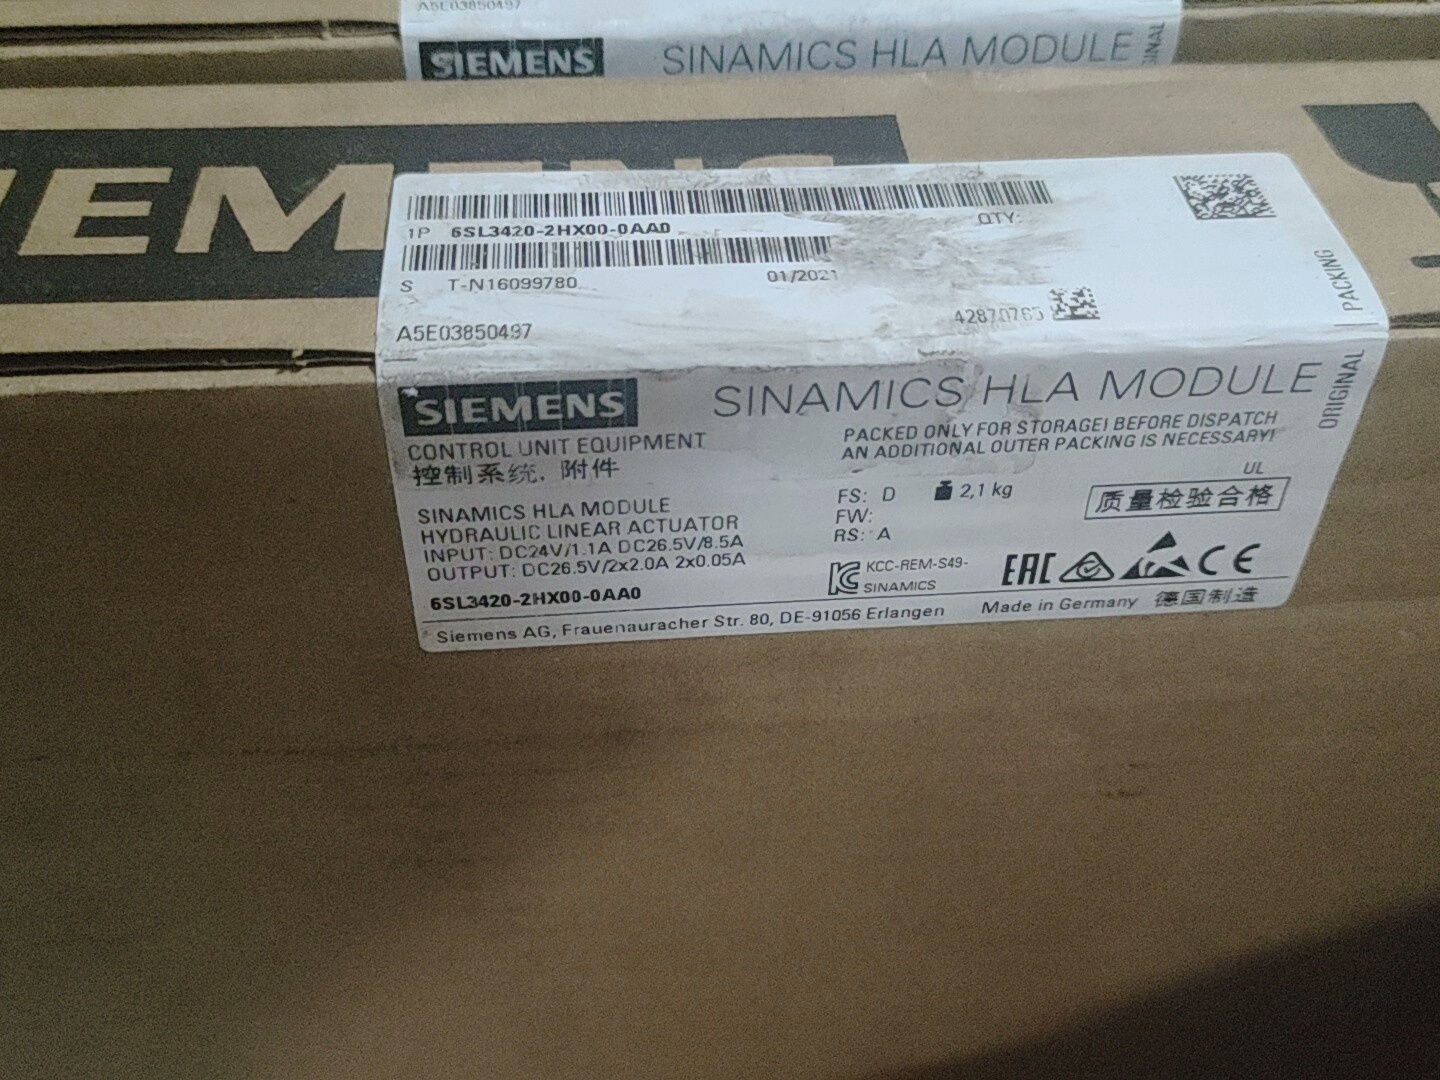 A5E03850497
SIEMENS SINAMICS HLA MODULE
SIEMENS
1P 6SL3420-2HX00-0AA0 QTY:
S T-N16099780 01/2021
A5E03850497 42870765
SIEMENS SINAMICS HLA MODULE
ORIGINAL | PACKING
CONTROL UNIT EQUIPMENT
控制系统, 附件
PACKED ONLY FOR STORAGE! BEFORE DISPATCH
AN ADDITIONAL OUTER PACKING IS NECESSARY!
UL
SINAMICS HLA MODULE
HYDRAULIC LINEAR ACTUATOR
INPUT: DC24V/1.1A DC26.5V/8.5A
OUTPUT: DC26.5V/2x2.0A 2x0.05A
6SL3420-2HX00-0AA0
FS: D 2,1 kg
FW:
RS: A
质量检验合格
KCC-REM-S49-
SINAMICS
EAC CE
Siemens AG, Frauenauracher Str. 80, DE-91056 Erlangen Made in Germany 德国制造